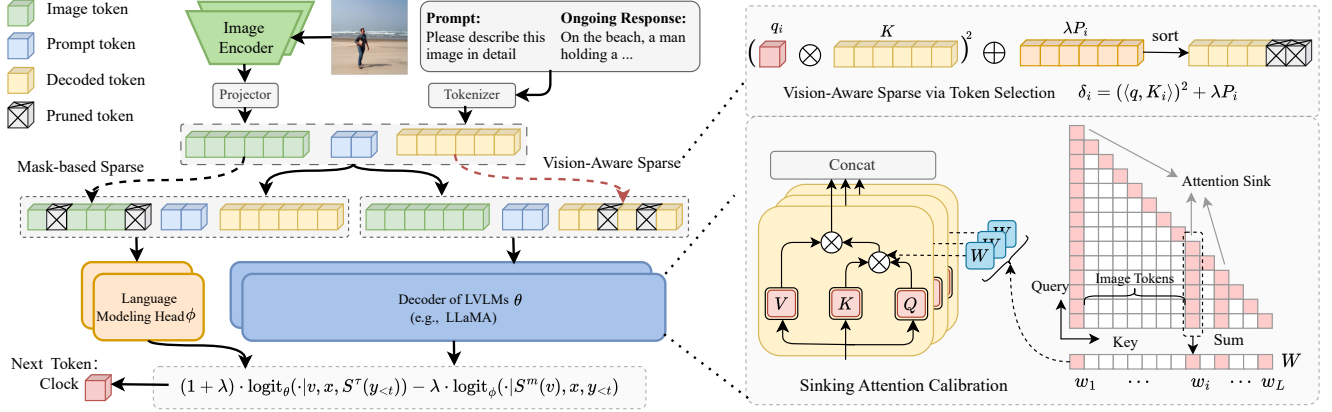 Image token
Prompt token
Decoded token
Pruned token
Image
Encoder
Prompt:
Please describe this
image in detail
Ongoing Response:
On the beach, a man
holding a ...
Projector
Tokenizer
Mask-based Sparse
Vision-Aware Sparse
Language
Modeling Head ϕ
Decoder of LVLMs θ
(e.g., LLaMA)
Next Token:
Clock
(1 + λ) · logit_θ(·|v, x, S^τ(y_{<t})) − λ · logit_ϕ(·|S^m(v), x, y_{<t})
( q_i ⊗ K )² ⊕ λP_i sort
Vision-Aware Sparse via Token Selection δ_i = (⟨q, K_i⟩)² + λP_i
Concat
V
K
Q
W
W
W
Sinking Attention Calibration
Attention Sink
Image Tokens
Query
Key
Sum
W
w_1 ⋯ w_i ⋯ w_L